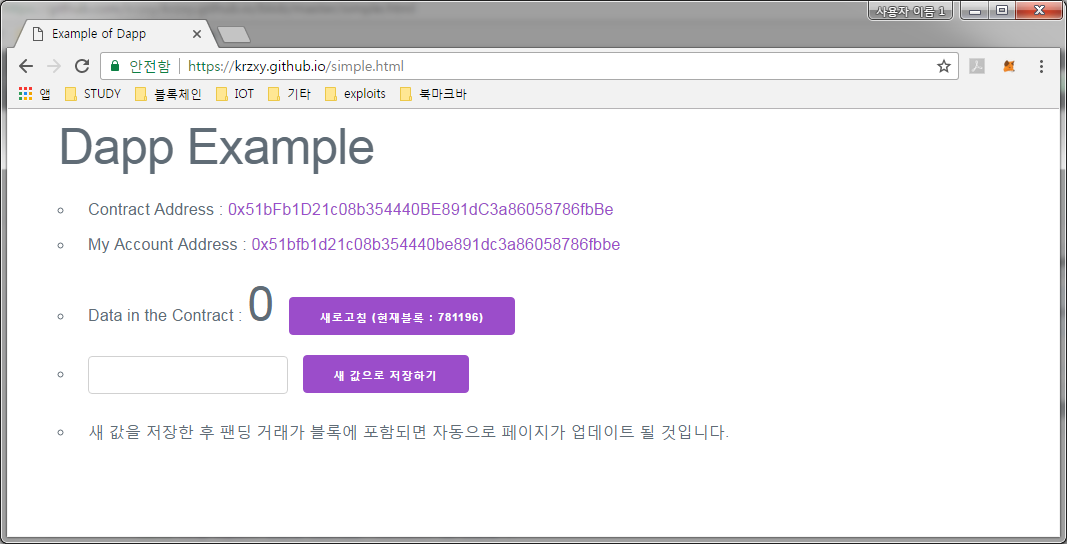 사용자 이름 1
Example of Dapp
안전함 https://krzxy.github.io/simple.html
앱 STUDY 블록체인 IOT 기타 exploits 북마크바
Dapp Example
Contract Address : 0x51bFb1D21c08b354440BE891dC3a86058786fbBe
My Account Address : 0x51bfb1d21c08b354440be891dc3a86058786fbbe
Data in the Contract : 0 새로고침 (현재블록 : 781196)
새 값으로 저장하기
새 값을 저장한 후 팬딩 거래가 블록에 포함되면 자동으로 페이지가 업데이트 될 것입니다.